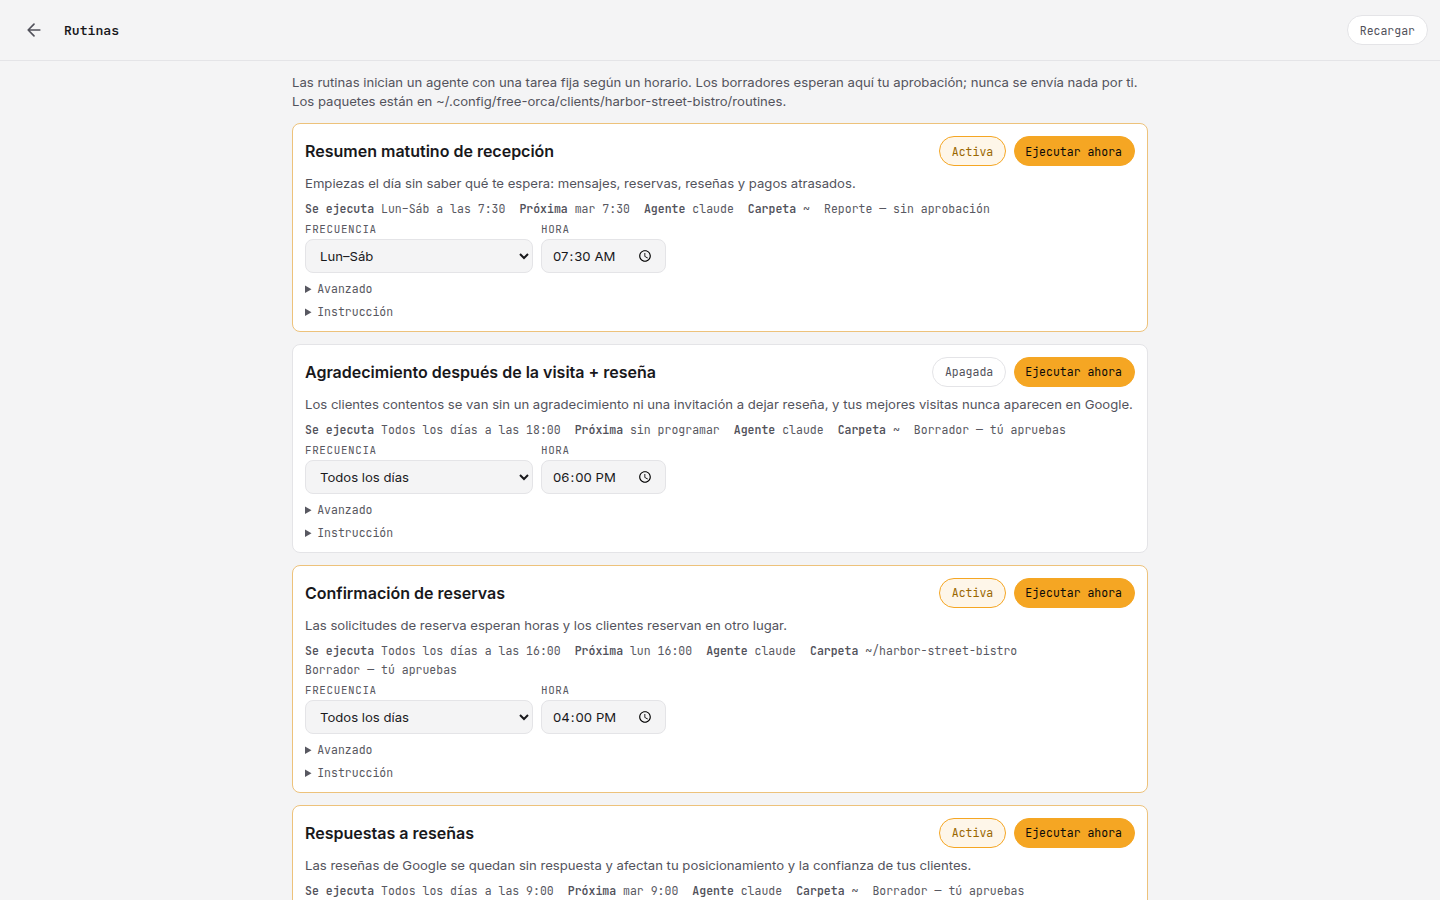 Rutinas
Recargar
Las rutinas inician un agente con una tarea fija según un horario. Los borradores esperan aquí tu aprobación; nunca se envía nada por ti.
Los paquetes están en ~/.config/free-orca/clients/harbor-street-bistro/routines.
Resumen matutino de recepción
Activa
Ejecutar ahora
Empiezas el día sin saber qué te espera: mensajes, reservas, reseñas y pagos atrasados.
Se ejecuta Lun–Sáb a las 7:30 Próxima mar 7:30 Agente claude Carpeta ~ Reporte — sin aprobación
FRECUENCIA HORA
Lun–Sáb 07:30 AM
Avanzado
Instrucción
Agradecimiento después de la visita + reseña
Apagada
Ejecutar ahora
Los clientes contentos se van sin un agradecimiento ni una invitación a dejar reseña, y tus mejores visitas nunca aparecen en Google.
Se ejecuta Todos los días a las 18:00 Próxima sin programar Agente claude Carpeta ~ Borrador — tú apruebas
FRECUENCIA HORA
Todos los días 06:00 PM
Avanzado
Instrucción
Confirmación de reservas
Activa
Ejecutar ahora
Las solicitudes de reserva esperan horas y los clientes reservan en otro lugar.
Se ejecuta Todos los días a las 16:00 Próxima lun 16:00 Agente claude Carpeta ~/harbor-street-bistro
Borrador — tú apruebas
FRECUENCIA HORA
Todos los días 04:00 PM
Avanzado
Instrucción
Respuestas a reseñas
Activa
Ejecutar ahora
Las reseñas de Google se quedan sin respuesta y afectan tu posicionamiento y la confianza de tus clientes.
Se ejecuta Todos los días a las 9:00 Próxima mar 9:00 Agente claude Carpeta ~ Borrador — tú apruebas